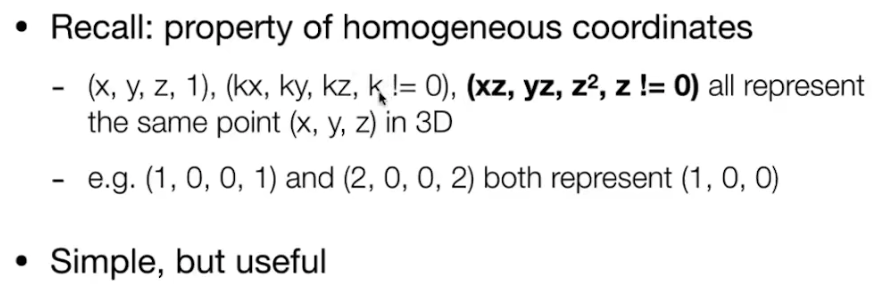 • Recall: property of homogeneous coordinates
- (x, y, z, 1), (kx, ky, kz, k != 0), (xz, yz, z², z != 0) all represent
the same point (x, y, z) in 3D
- e.g. (1, 0, 0, 1) and (2, 0, 0, 2) both represent (1, 0, 0)
• Simple, but useful